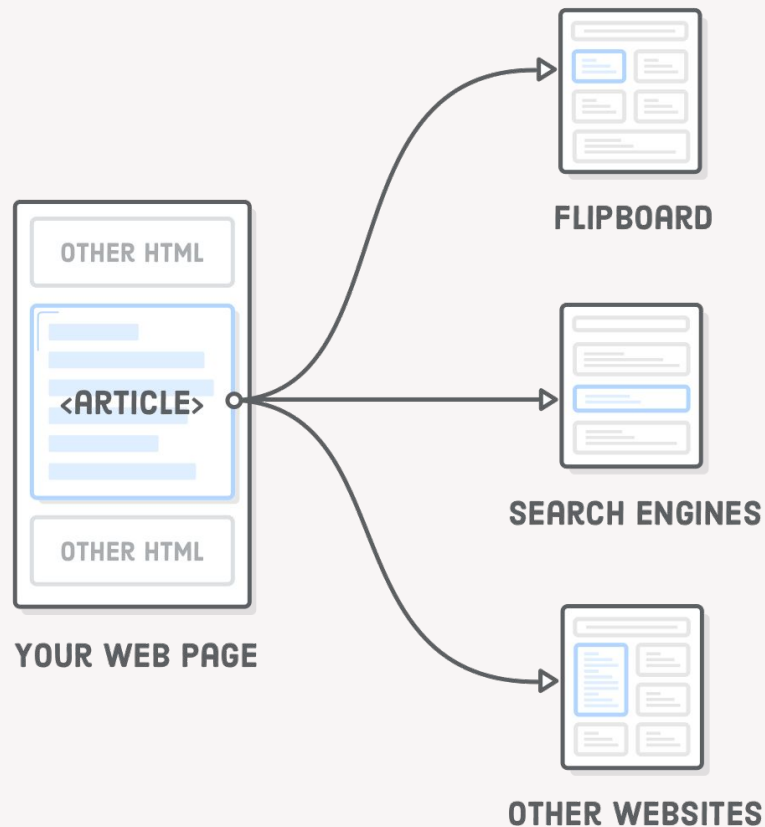 OTHER HTML
<ARTICLE>
OTHER HTML
YOUR WEB PAGE
FLIPBOARD
SEARCH ENGINES
OTHER WEBSITES